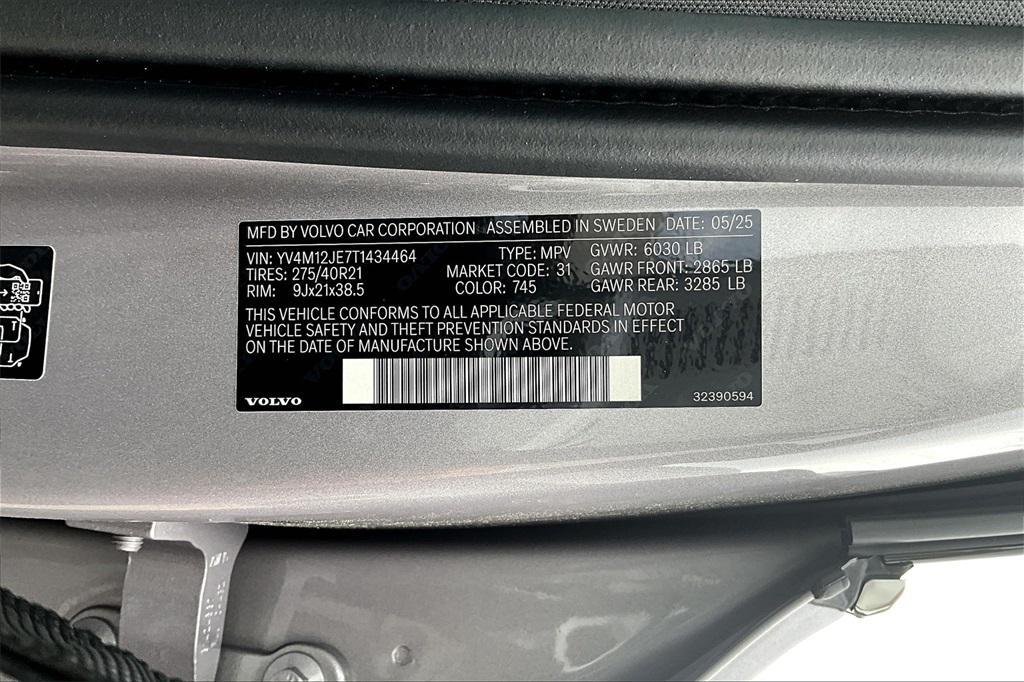 MFD BY VOLVO CAR CORPORATION ASSEMBLED IN SWEDEN DATE: 05/25
VIN: YV4M12JE7T1434464 TYPE: MPV GVWR: 6030 LB
TIRES: 275/40R21 MARKET CODE: 31 GAWR FRONT: 2865 LB
RIM: 9Jx21x38.5 COLOR: 745 GAWR REAR: 3285 LB
THIS VEHICLE CONFORMS TO ALL APPLICABLE FEDERAL MOTOR
VEHICLE SAFETY AND THEFT PREVENTION STANDARDS IN EFFECT
ON THE DATE OF MANUFACTURE SHOWN ABOVE.
VOLVO 32390594